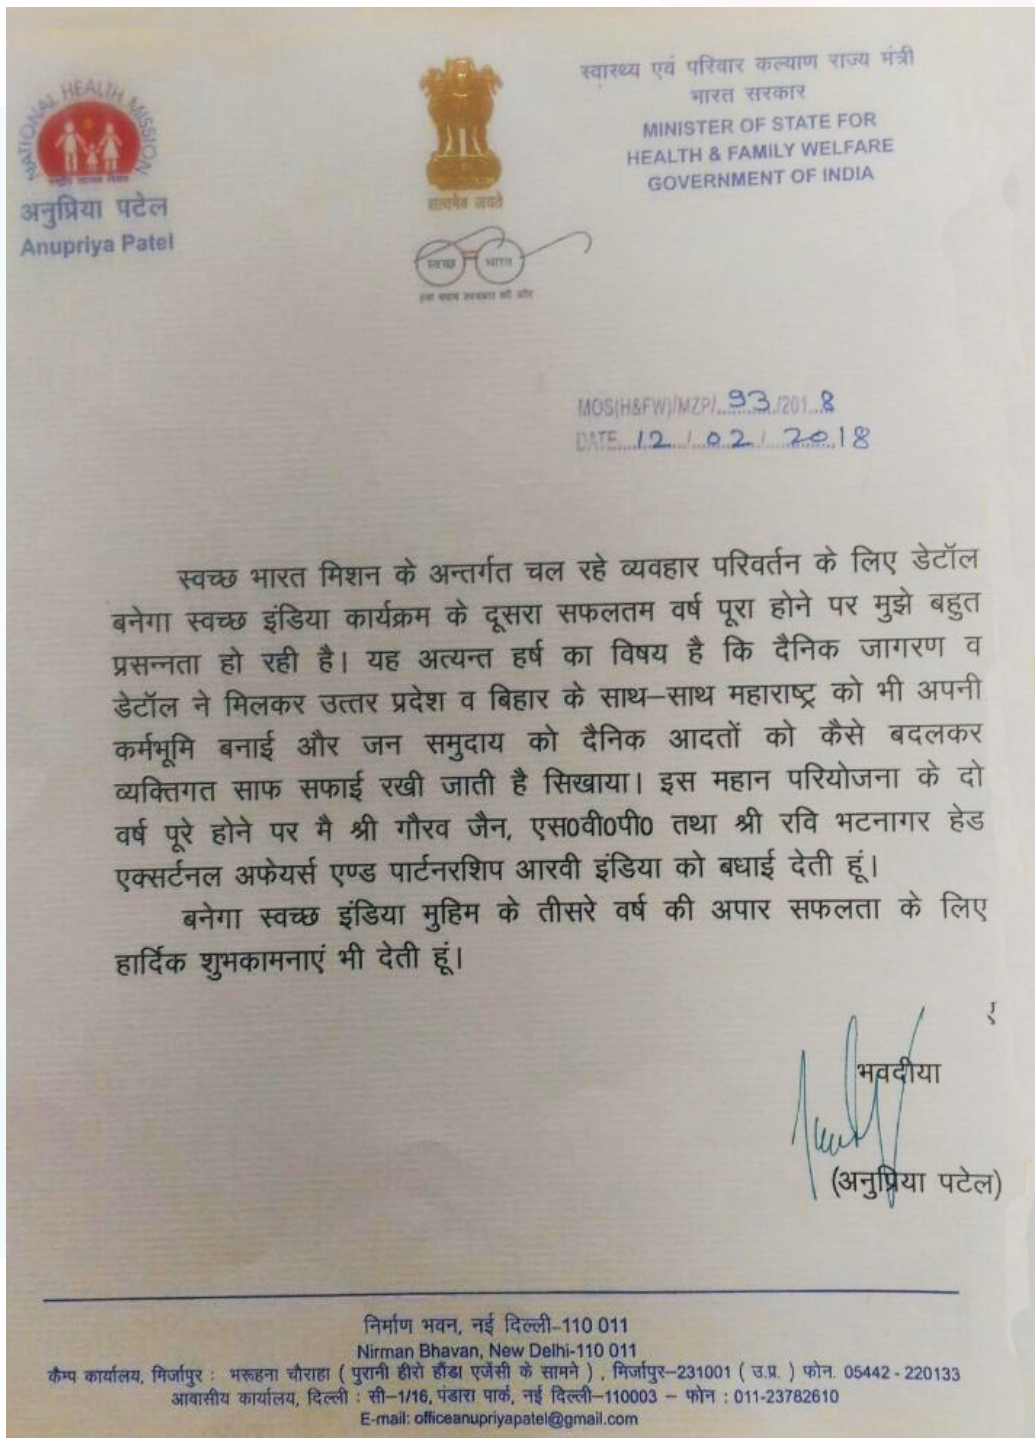 NATIONAL HEALTH MISSION
राष्ट्रीय स्वास्थ्य मिशन
अनुप्रिया पटेल
Anupriya Patel
सत्यमेव जयते
स्वच्छ भारत
एक कदम स्वच्छता की ओर
स्वास्थ्य एवं परिवार कल्याण राज्य मंत्री
भारत सरकार
MINISTER OF STATE FOR
HEALTH & FAMILY WELFARE
GOVERNMENT OF INDIA
MOS(H&FW)/MZP/...93./201..8
DATE...12./..02../...2018
स्वच्छ भारत मिशन के अन्तर्गत चल रहे व्यवहार परिवर्तन के लिए डेटॉल
बनेगा स्वच्छ इंडिया कार्यक्रम के दूसरा सफलतम वर्ष पूरा होने पर मुझे बहुत
प्रसन्नता हो रही है। यह अत्यन्त हर्ष का विषय है कि दैनिक जागरण व
डेटॉल ने मिलकर उत्तर प्रदेश व बिहार के साथ–साथ महाराष्ट्र को भी अपनी
कर्मभूमि बनाई और जन समुदाय को दैनिक आदतों को कैसे बदलकर
व्यक्तिगत साफ सफाई रखी जाती है सिखाया। इस महान परियोजना के दो
वर्ष पूरे होने पर मै श्री गौरव जैन, एस0वी0पी0 तथा श्री रवि भटनागर हेड
एक्सर्टनल अफेयर्स एण्ड पार्टनरशिप आरवी इंडिया को बधाई देती हूं।
बनेगा स्वच्छ इंडिया मुहिम के तीसरे वर्ष की अपार सफलता के लिए
हार्दिक शुभकामनाएं भी देती हूं।
भवदीया
(अनुप्रिया पटेल)
निर्माण भवन, नई दिल्ली–110 011
Nirman Bhavan, New Delhi-110 011
कैम्प कार्यालय, मिर्जापुर : भरूहना चौराहा ( पुरानी हीरो हौंडा एजेंसी के सामने ) , मिर्जापुर–231001 ( उ.प्र. ) फोन. 05442 - 220133
आवासीय कार्यालय, दिल्ली : सी–1/16, पंडारा पार्क, नई दिल्ली–110003 – फोन : 011-23782610
E-mail: officeanupriyapatel@gmail.com